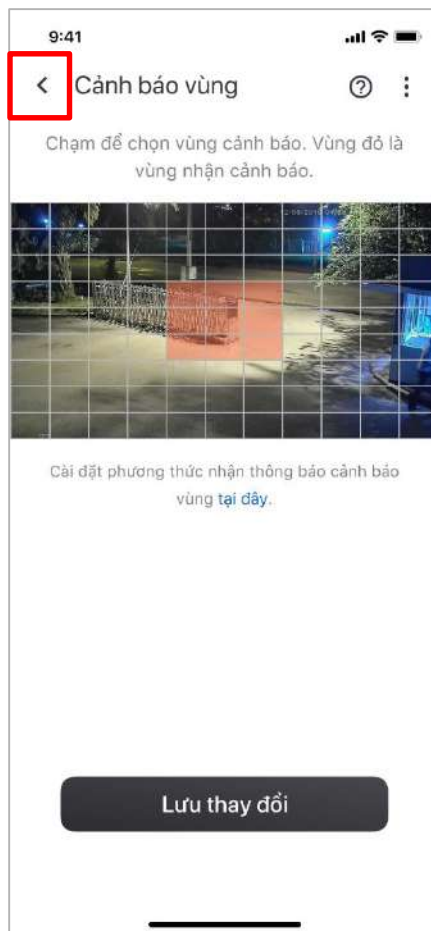 9:41
Cảnh báo vùng
Chạm để chọn vùng cảnh báo. Vùng đỏ là
vùng nhận cảnh báo.
Cài đặt phương thức nhận thông báo cảnh báo
vùng tại đây.
Lưu thay đổi